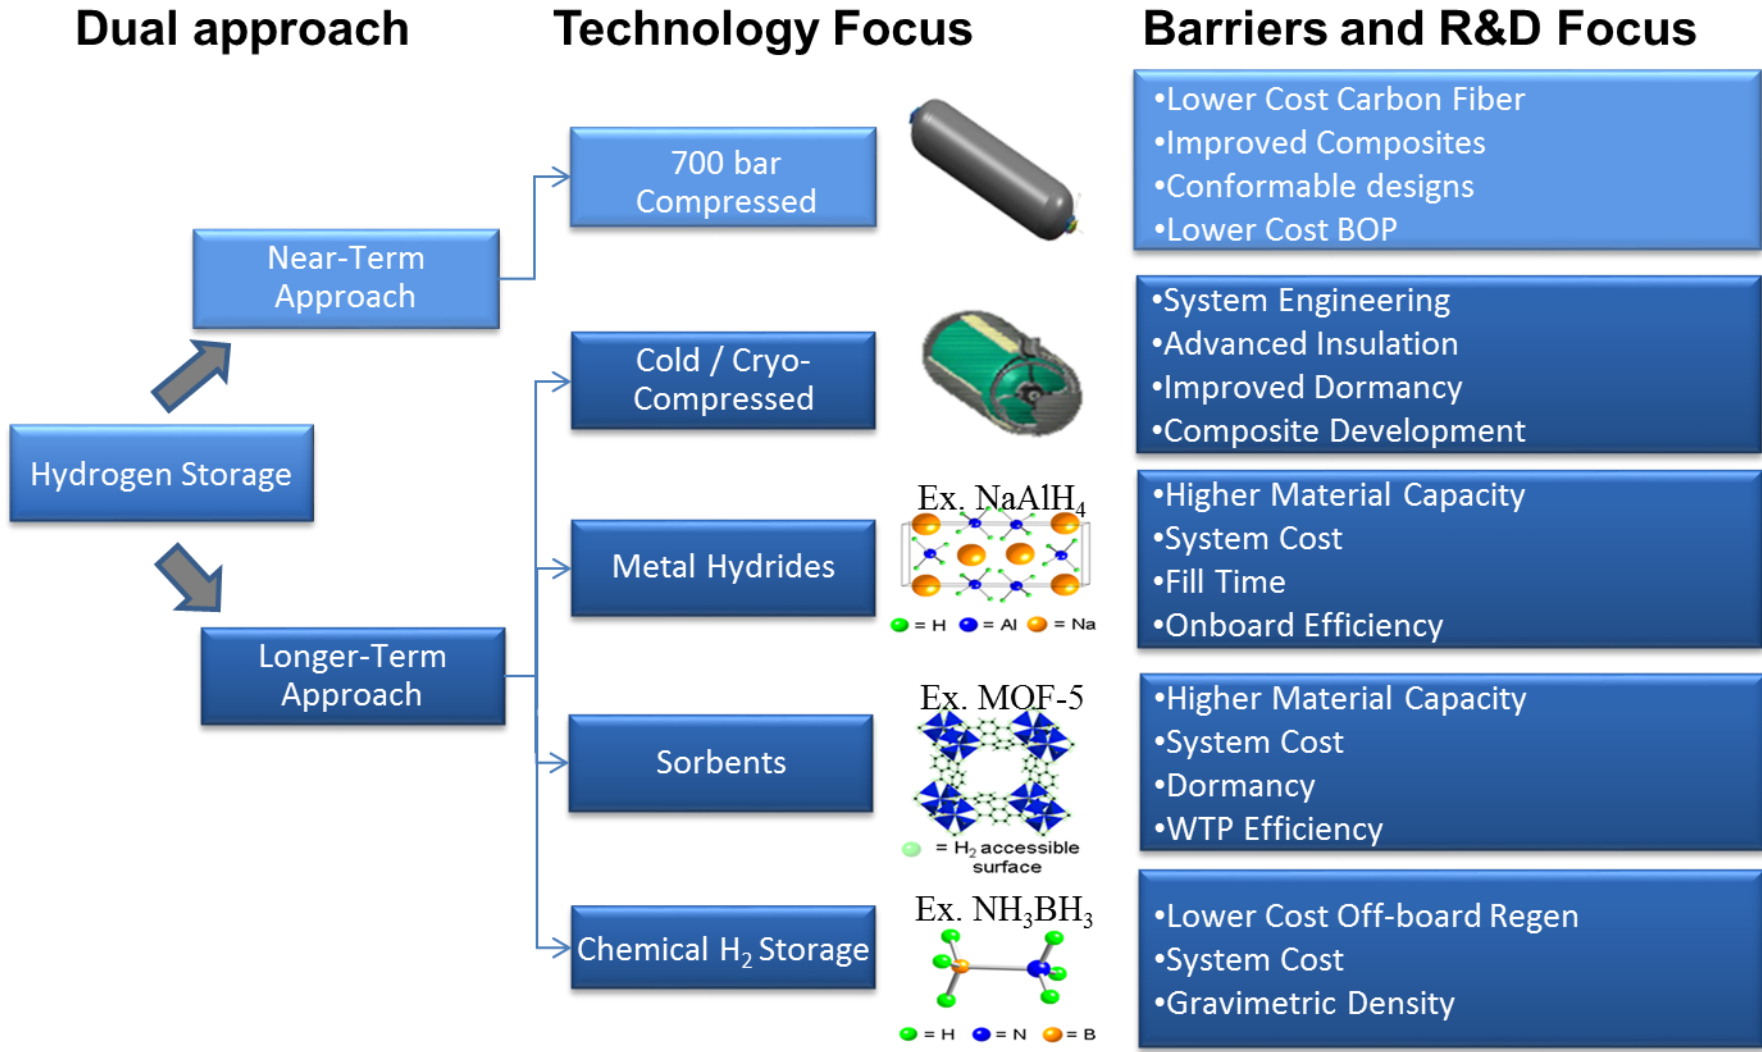 Dual approach
Technology Focus
Barriers and R&D Focus
Hydrogen Storage
Near-Term
Approach
700 bar
Compressed
•Lower Cost Carbon Fiber
•Improved Composites
•Conformable designs
•Lower Cost BOP
Longer-Term
Approach
Cold / Cryo-
Compressed
•System Engineering
•Advanced Insulation
•Improved Dormancy
•Composite Development
Metal Hydrides
Ex. NaAlH₄
= H = Al = Na
•Higher Material Capacity
•System Cost
•Fill Time
•Onboard Efficiency
Sorbents
Ex. MOF-5
= H₂ accessible
surface
•Higher Material Capacity
•System Cost
•Dormancy
•WTP Efficiency
Chemical H₂ Storage
Ex. NH₃BH₃
= H = N = B
•Lower Cost Off-board Regen
•System Cost
•Gravimetric Density